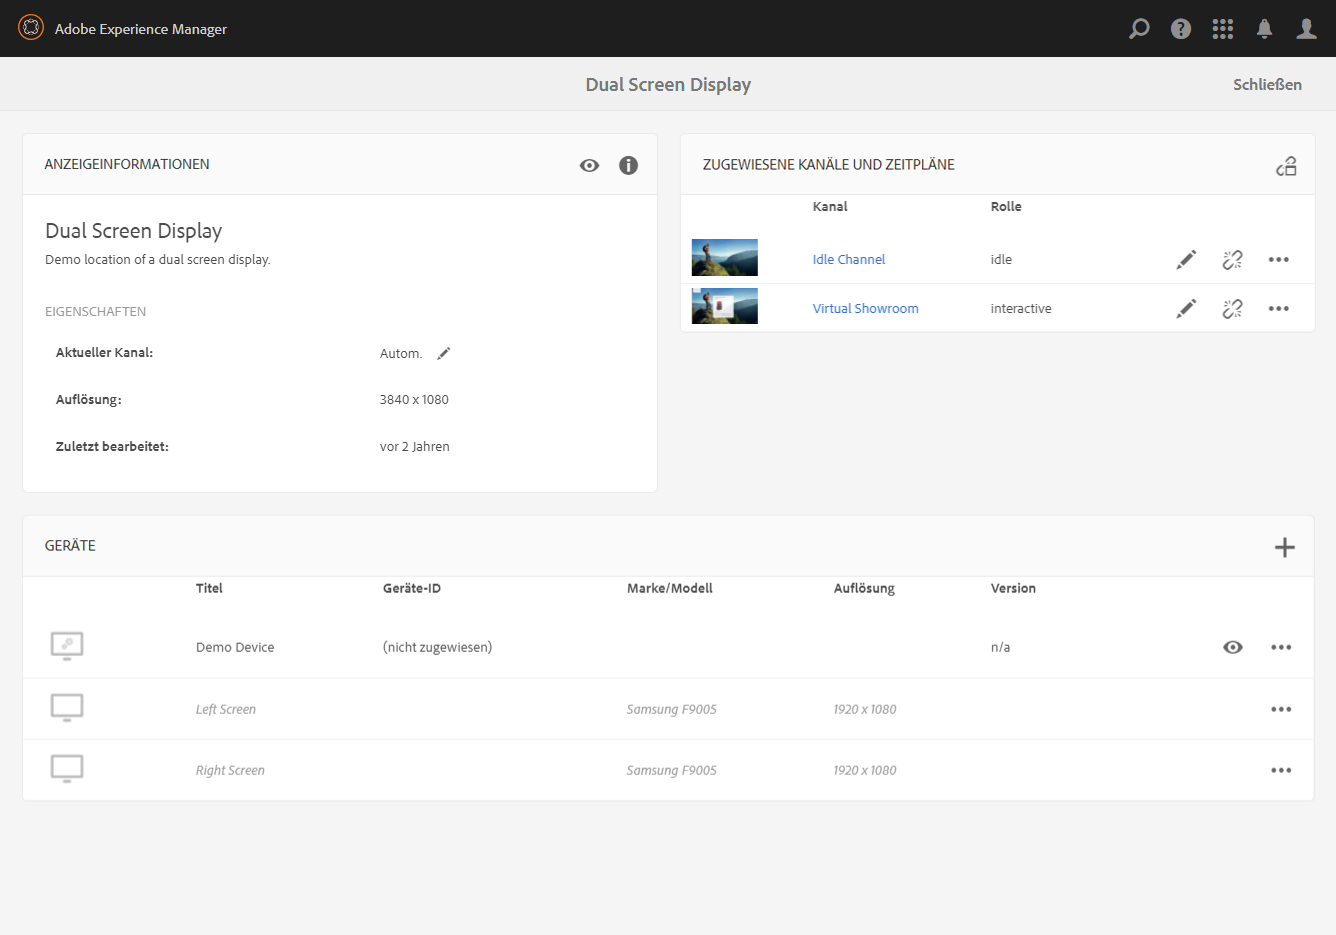 Adobe Experience Manager
Dual Screen Display
Schließen
ANZEIGEINFORMATIONEN
Dual Screen Display
Demo location of a dual screen display.
EIGENSCHAFTEN
Aktueller Kanal: Autom.
Auflösung: 3840 x 1080
Zuletzt bearbeitet: vor 2 Jahren
ZUGEWIESENE KANÄLE UND ZEITPLÄNE
Kanal Rolle
Idle Channel idle
Virtual Showroom interactive
GERÄTE
Titel Geräte-ID Marke/Modell Auflösung Version
Demo Device (nicht zugewiesen) n/a
Left Screen Samsung F9005 1920 x 1080
Right Screen Samsung F9005 1920 x 1080